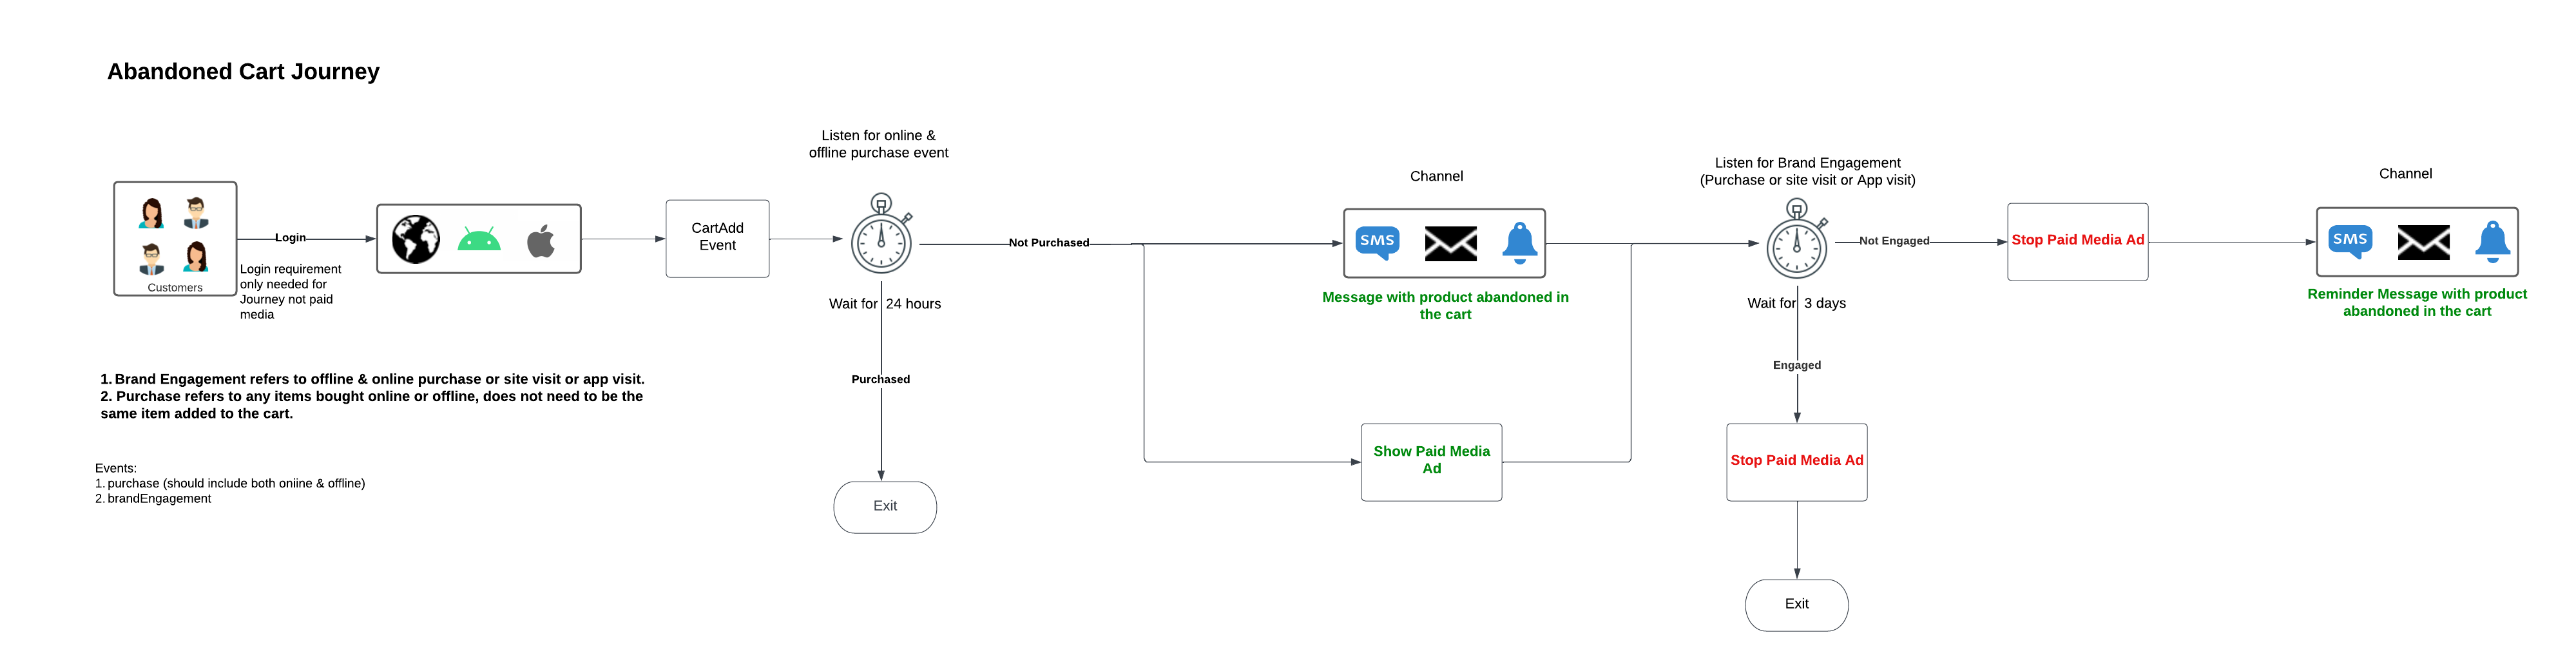 Abandoned Cart Journey
Listen for online &
offline purchase event
Listen for Brand Engagement
(Purchase or site visit or App visit)
Channel
Channel
Customers
Login
Login requirement
only needed for
Journey not paid
media
CartAdd
Event
Wait for 24 hours
Not Purchased
Purchased
Exit
SMS
Message with product abandoned in
the cart
Show Paid Media
Ad
Wait for 3 days
Not Engaged
Engaged
Stop Paid Media Ad
Exit
Stop Paid Media Ad
SMS
Reminder Message with product
abandoned in the cart
1. Brand Engagement refers to offline & online purchase or site visit or app visit.
2. Purchase refers to any items bought online or offline, does not need to be the
same item added to the cart.
Events:
1. purchase (should include both oniine & offline)
2. brandEngagement